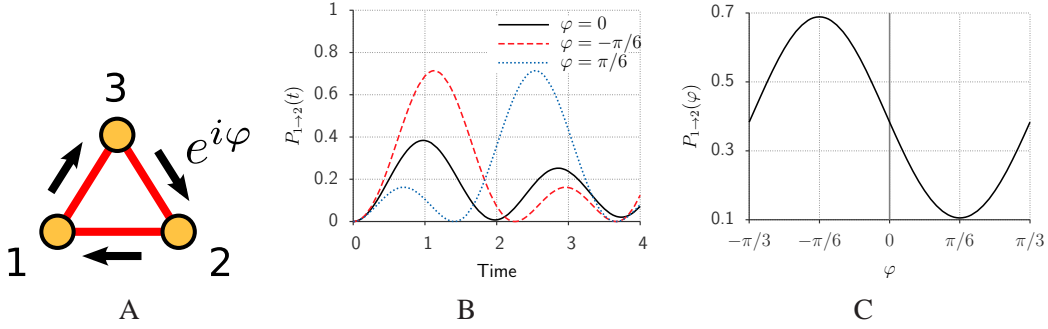 3
e^{iφ}
1
2
A
P_{1→2}(t)
1
0.8
0.6
0.4
0.2
0
0 1 2 3 4
Time
φ = 0
φ = −π/6
φ = π/6
B
P_{1→2}(φ)
0.7
0.5
0.3
0.1
−π/3 −π/6 0 π/6 π/3
φ
C